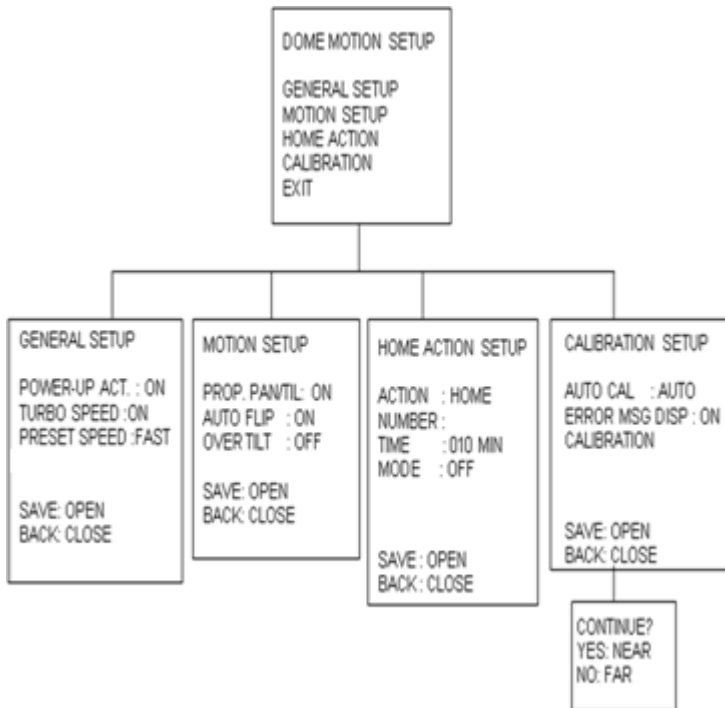 DOME MOTION SETUP
GENERAL SETUP
MOTION SETUP
HOME ACTION
CALIBRATION
EXIT
GENERAL SETUP
POWER-UP ACT. : ON
TURBO SPEED :ON
PRESET SPEED :FAST
SAVE: OPEN
BACK: CLOSE
MOTION SETUP
PROP. PAN/TIL: ON
AUTO FLIP : ON
OVER TILT : OFF
SAVE: OPEN
BACK: CLOSE
HOME ACTION SETUP
ACTION : HOME
NUMBER :
TIME : 010 MIN
MODE : OFF
SAVE : OPEN
BACK : CLOSE
CALIBRATION SETUP
AUTO CAL : AUTO
ERROR MSG DISP : ON
CALIBRATION
SAVE: OPEN
BACK: CLOSE
CONTINUE?
YES: NEAR
NO: FAR